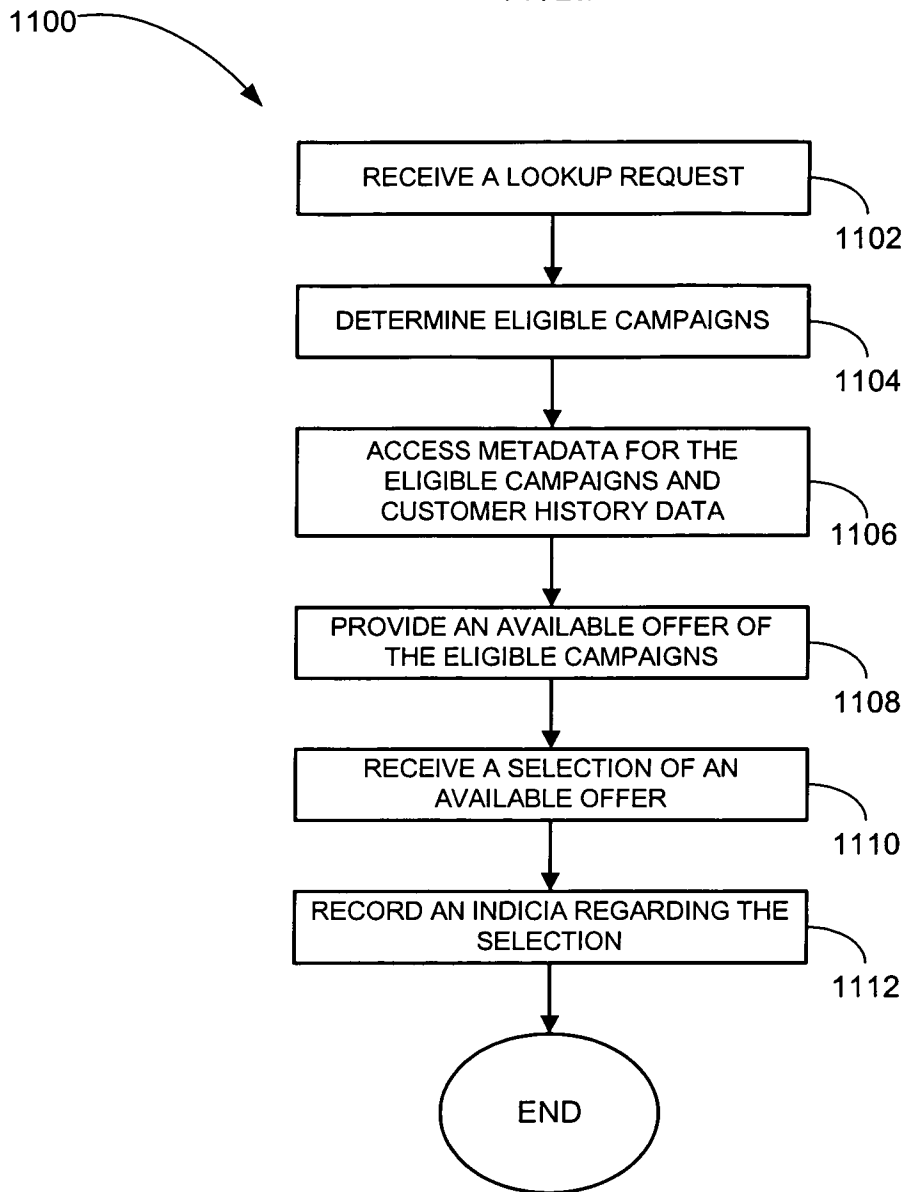 1100
RECEIVE A LOOKUP REQUEST
1102
DETERMINE ELIGIBLE CAMPAIGNS
1104
ACCESS METADATA FOR THE
ELIGIBLE CAMPAIGNS AND
CUSTOMER HISTORY DATA
1106
PROVIDE AN AVAILABLE OFFER OF
THE ELIGIBLE CAMPAIGNS
1108
RECEIVE A SELECTION OF AN
AVAILABLE OFFER
1110
RECORD AN INDICIA REGARDING THE
SELECTION
1112
END